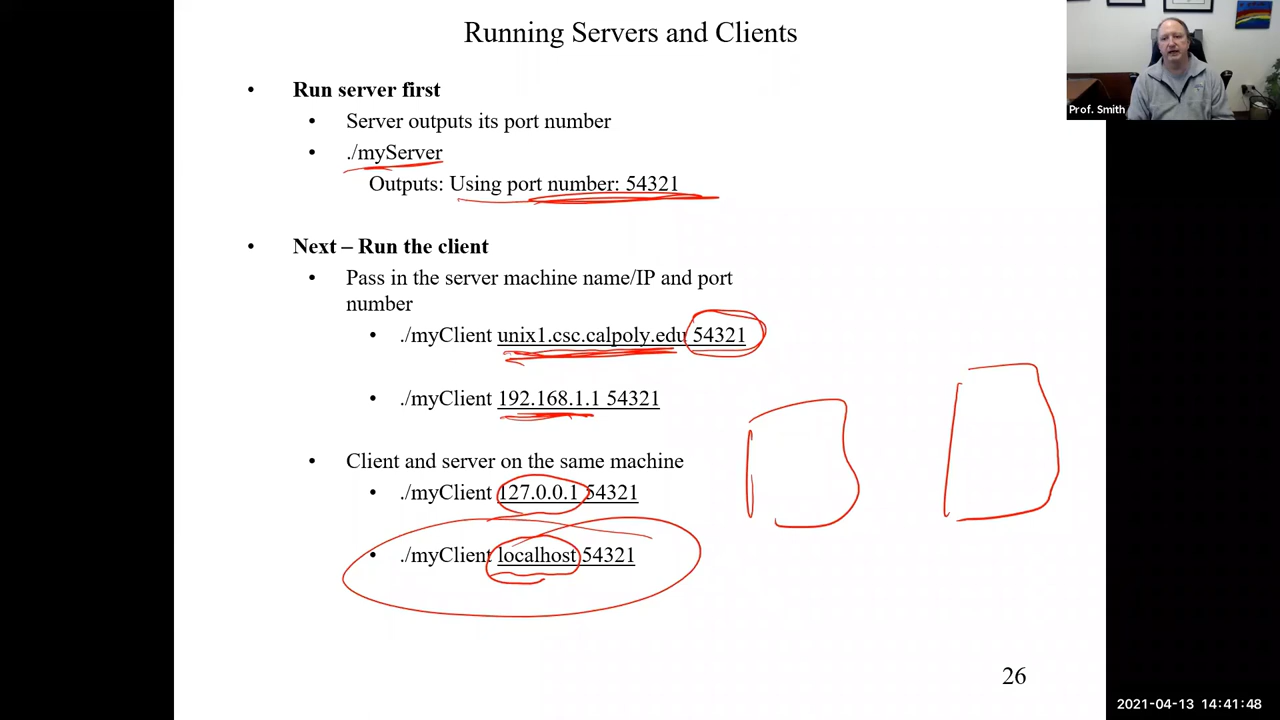 Running Servers and Clients
Prof. Smith
• Run server first
• Server outputs its port number
• ./myServer
Outputs: Using port number: 54321
• Next – Run the client
• Pass in the server machine name/IP and port
number
• ./myClient unix1.csc.calpoly.edu 54321
• ./myClient 192.168.1.1 54321
• Client and server on the same machine
• ./myClient 127.0.0.1 54321
• ./myClient localhost 54321
26
2021-04-13 14:41:48